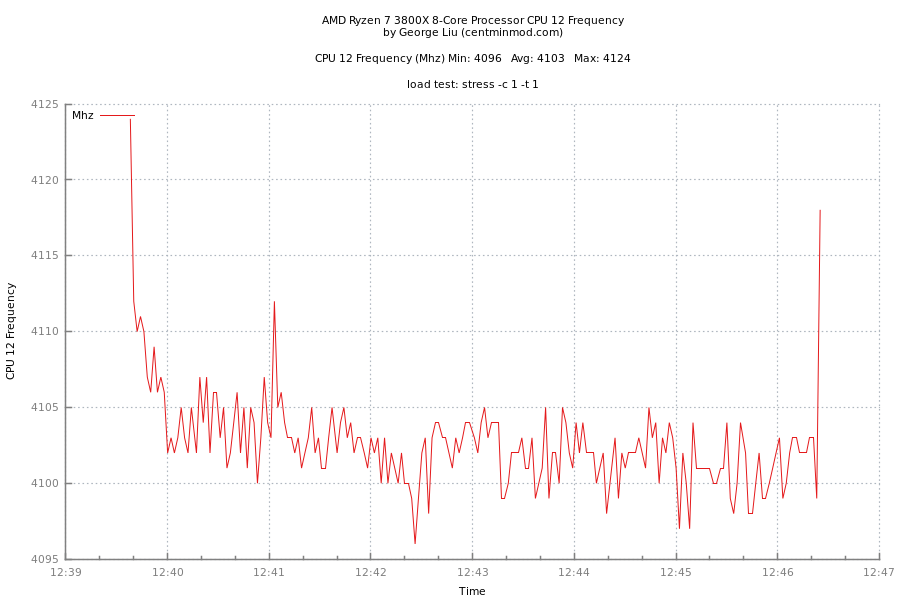 AMD Ryzen 7 3800X 8-Core Processor CPU 12 Frequency
by George Liu (centminmod.com)
CPU 12 Frequency (Mhz) Min: 4096 Avg: 4103 Max: 4124
load test: stress -c 1 -t 1
4125
Mhz
4120
4115
4110
CPU 12 Frequency
4105
4100
4095
12:39 12:40 12:41 12:42 12:43 12:44 12:45 12:46 12:47
Time